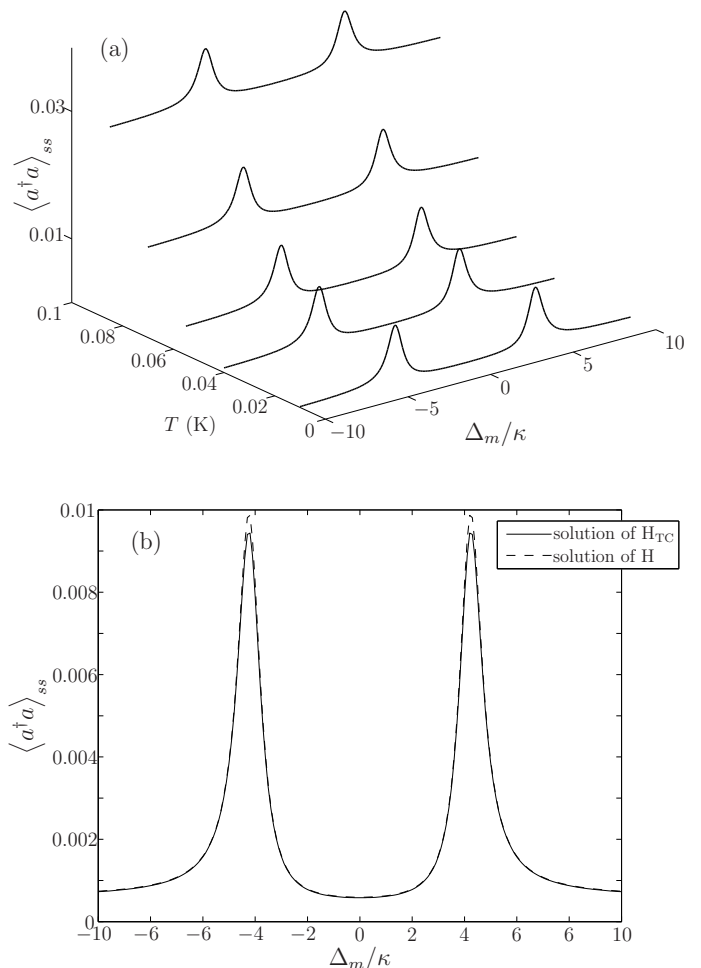 (a)
0.03
0.01
⟨a†a⟩ss
0.1
0.08
0.06
0.04
0.02
0
T (K)
−10
−5
0
5
10
Δm/κ
(b)
solution of HTC
solution of H
0.01
0.008
0.006
0.004
0.002
0
⟨a†a⟩ss
−10 −6 −6 −4 −2 0 2 4 6 6 10
Δm/κ